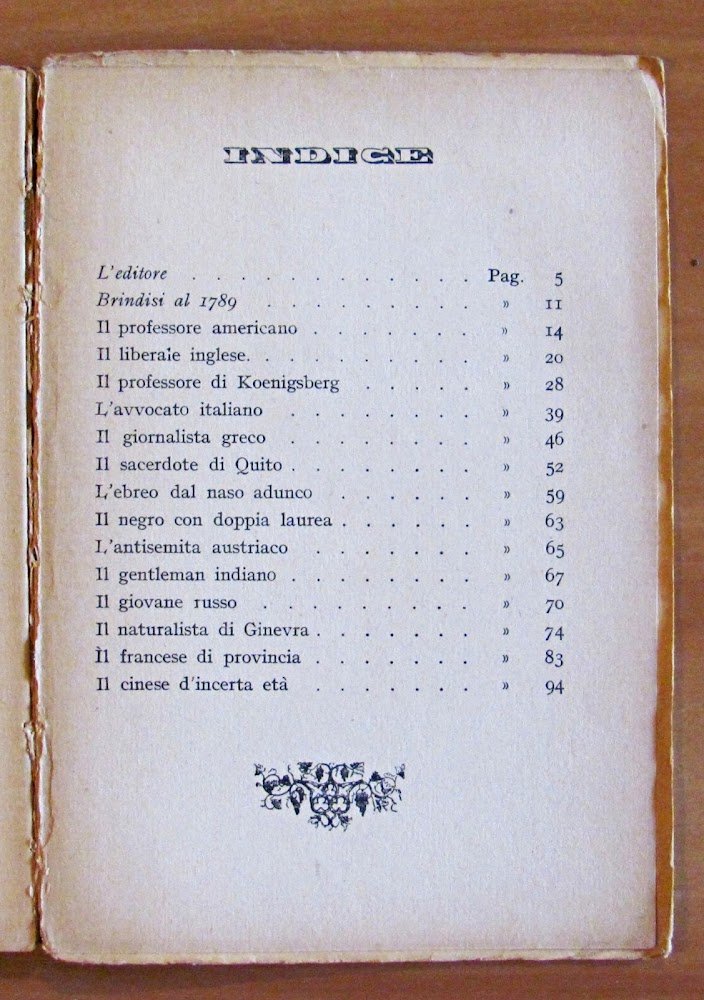 INDICE
L'editore . . . . . . . . . . . Pag. 5
Brindisi al 1789 . . . . . . . . . » 11
Il professore americano . . . . . . . » 14
Il liberale inglese. . . . . . . . . » 20
Il professore di Koenigsberg . . . . . » 28
L'avvocato italiano . . . . . . . . » 39
Il giornalista greco . . . . . . . . » 46
Il sacerdote di Quito . . . . . . . . » 52
L'ebreo dal naso adunco . . . . . . » 59
Il negro con doppia laurea . . . . . . » 63
L'antisemita austriaco . . . . . . . » 65
Il gentleman indiano . . . . . . . . » 67
Il giovane russo . . . . . . . . . » 70
Il naturalista di Ginevra . . . . . . . » 74
Il francese di provincia . . . . . . . » 83
Il cinese d'incerta età . . . . . . . » 94